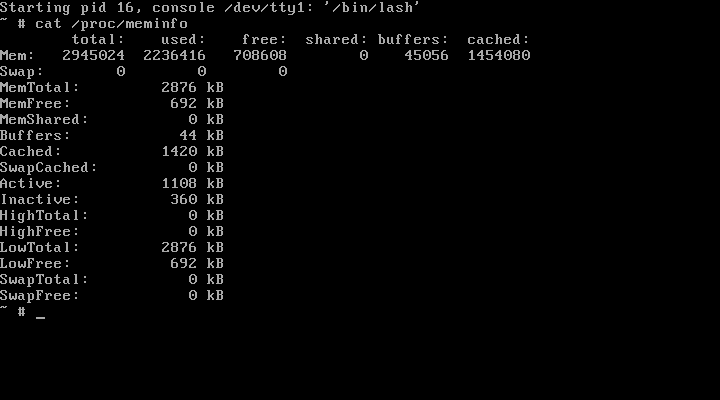 Starting pid 16, console /dev/tty1: '/bin/lash'
~ # cat /proc/meminfo
        total:    used:    free:  shared: buffers:  cached:
Mem:   2945024  2236416   708608        0    45056  1454080
Swap:        0        0        0
MemTotal:         2876 kB
MemFree:           692 kB
MemShared:           0 kB
Buffers:            44 kB
Cached:           1420 kB
SwapCached:          0 kB
Active:           1108 kB
Inactive:          360 kB
HighTotal:           0 kB
HighFree:            0 kB
LowTotal:         2876 kB
LowFree:           692 kB
SwapTotal:           0 kB
SwapFree:            0 kB
~ # _